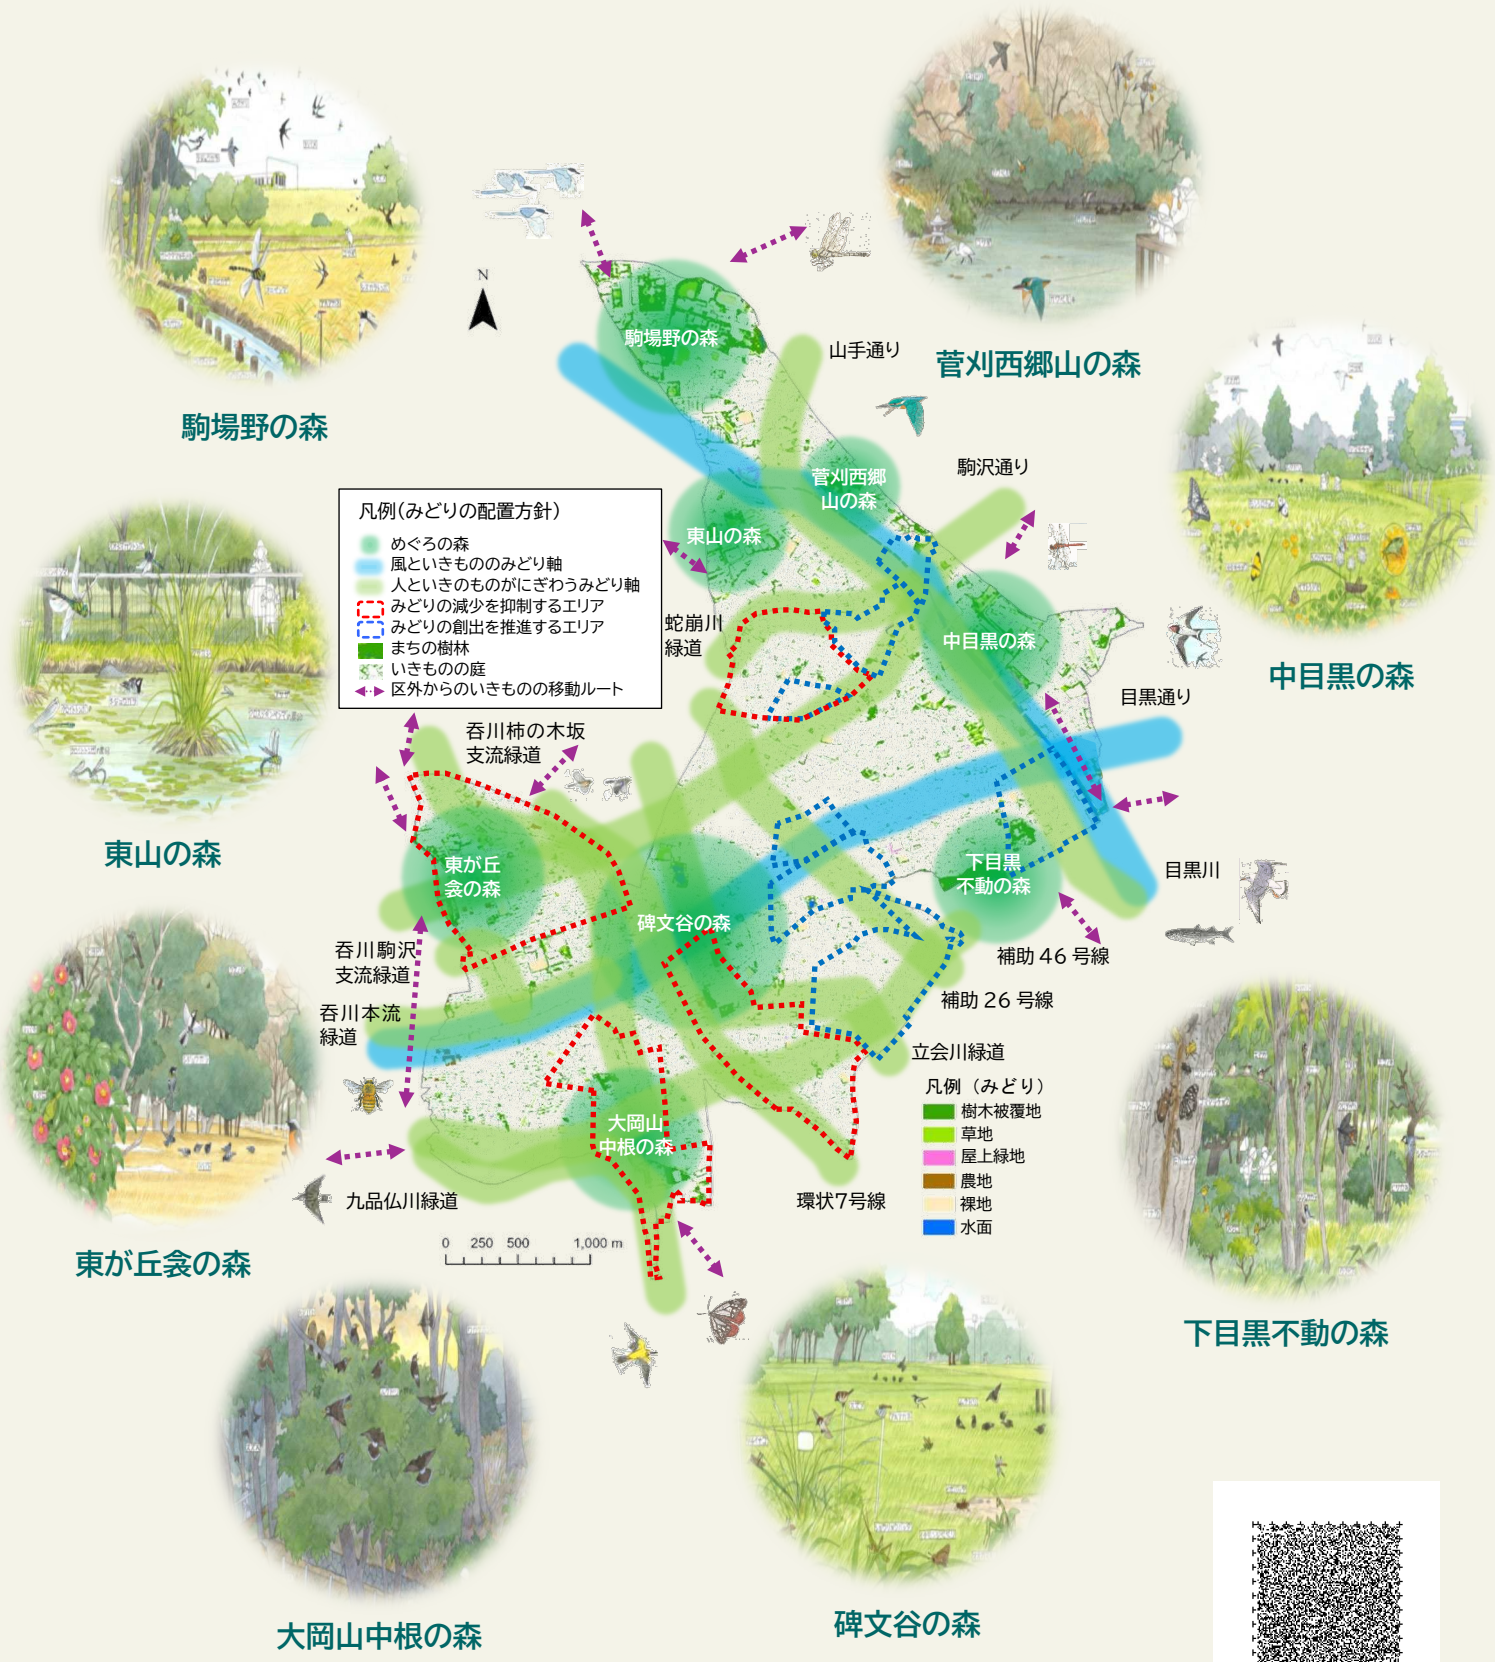 駒場野の森
菅刈西郷山の森
中目黒の森
東山の森
東が丘衾の森
下目黒不動の森
大岡山中根の森
碑文谷の森
N
駒場野の森
山手通り
菅刈西郷
山の森
駒沢通り
東山の森
凡例(みどりの配置方針)
めぐろの森
風といきもののみどり軸
人といきのものがにぎわうみどり軸
みどりの減少を抑制するエリア
みどりの創出を推進するエリア
まちの樹林
いきものの庭
区外からのいきものの移動ルート
蛇崩川
緑道
中目黒の森
目黒通り
呑川柿の木坂
支流緑道
東が丘
衾の森
碑文谷の森
下目黒
不動の森
目黒川
呑川駒沢
支流緑道
補助 46 号線
補助 26 号線
呑川本流
緑道
立会川緑道
凡例（みどり）
樹木被覆地
草地
屋上緑地
農地
裸地
水面
大岡山
中根の森
九品仏川緑道
環状7号線
0 250 500 1,000 m